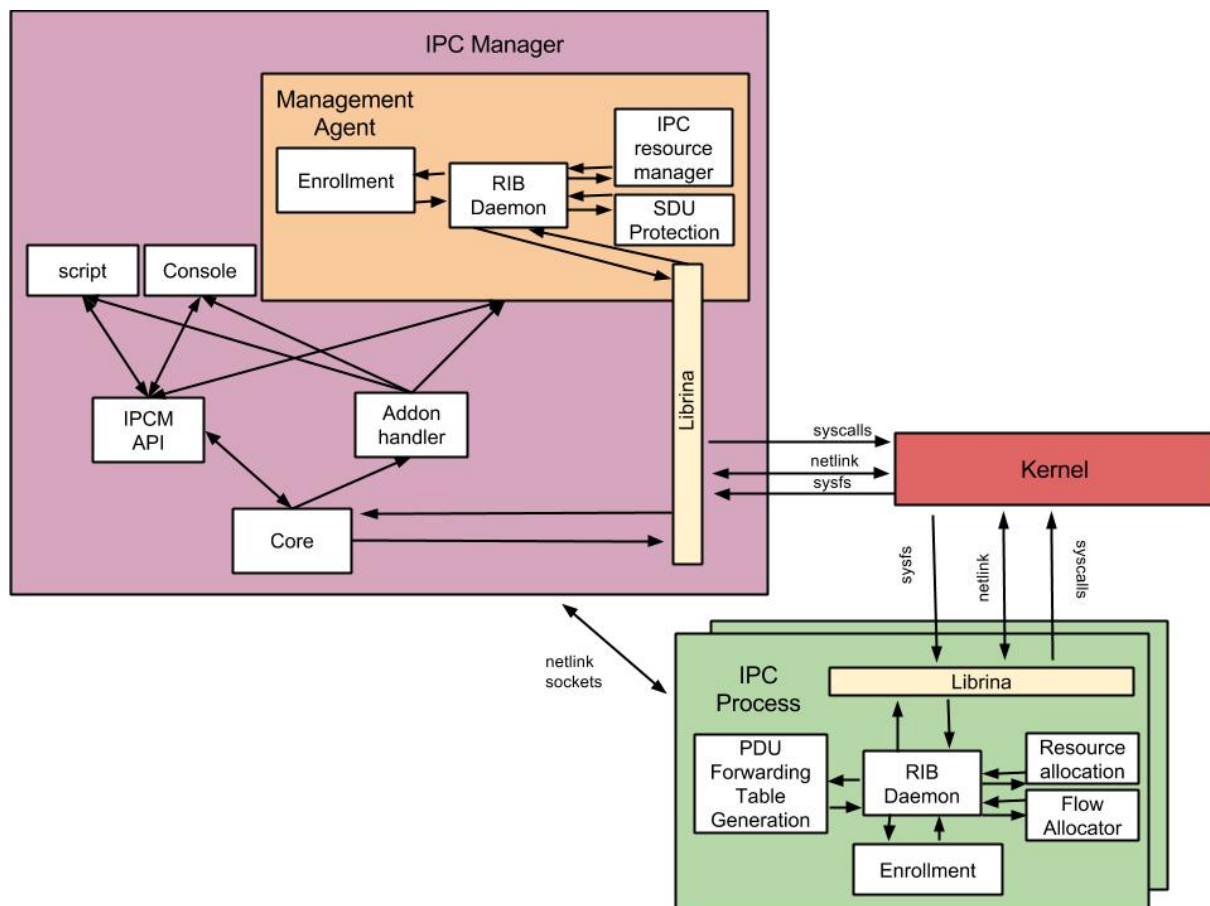 IPC Manager
Management
Agent
Enrollment
RIB
Daemon
IPC
resource
manager
SDU
Protection
script
Console
IPCM
API
Addon
handler
Core
Librina
syscalls
netlink
sysfs
Kernel
sysfs
netlink
syscalls
netlink
sockets
IPC
Process
Librina
PDU
Forwarding
Table
Generation
RIB
Daemon
Resource
allocation
Flow
Allocator
Enrollment